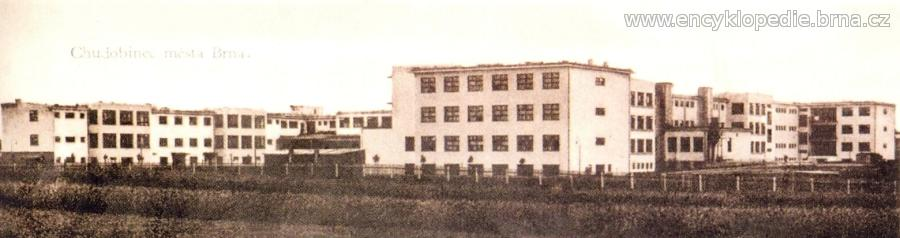 www.encyklopedie.brna.cz
Chudobinec města Brna.